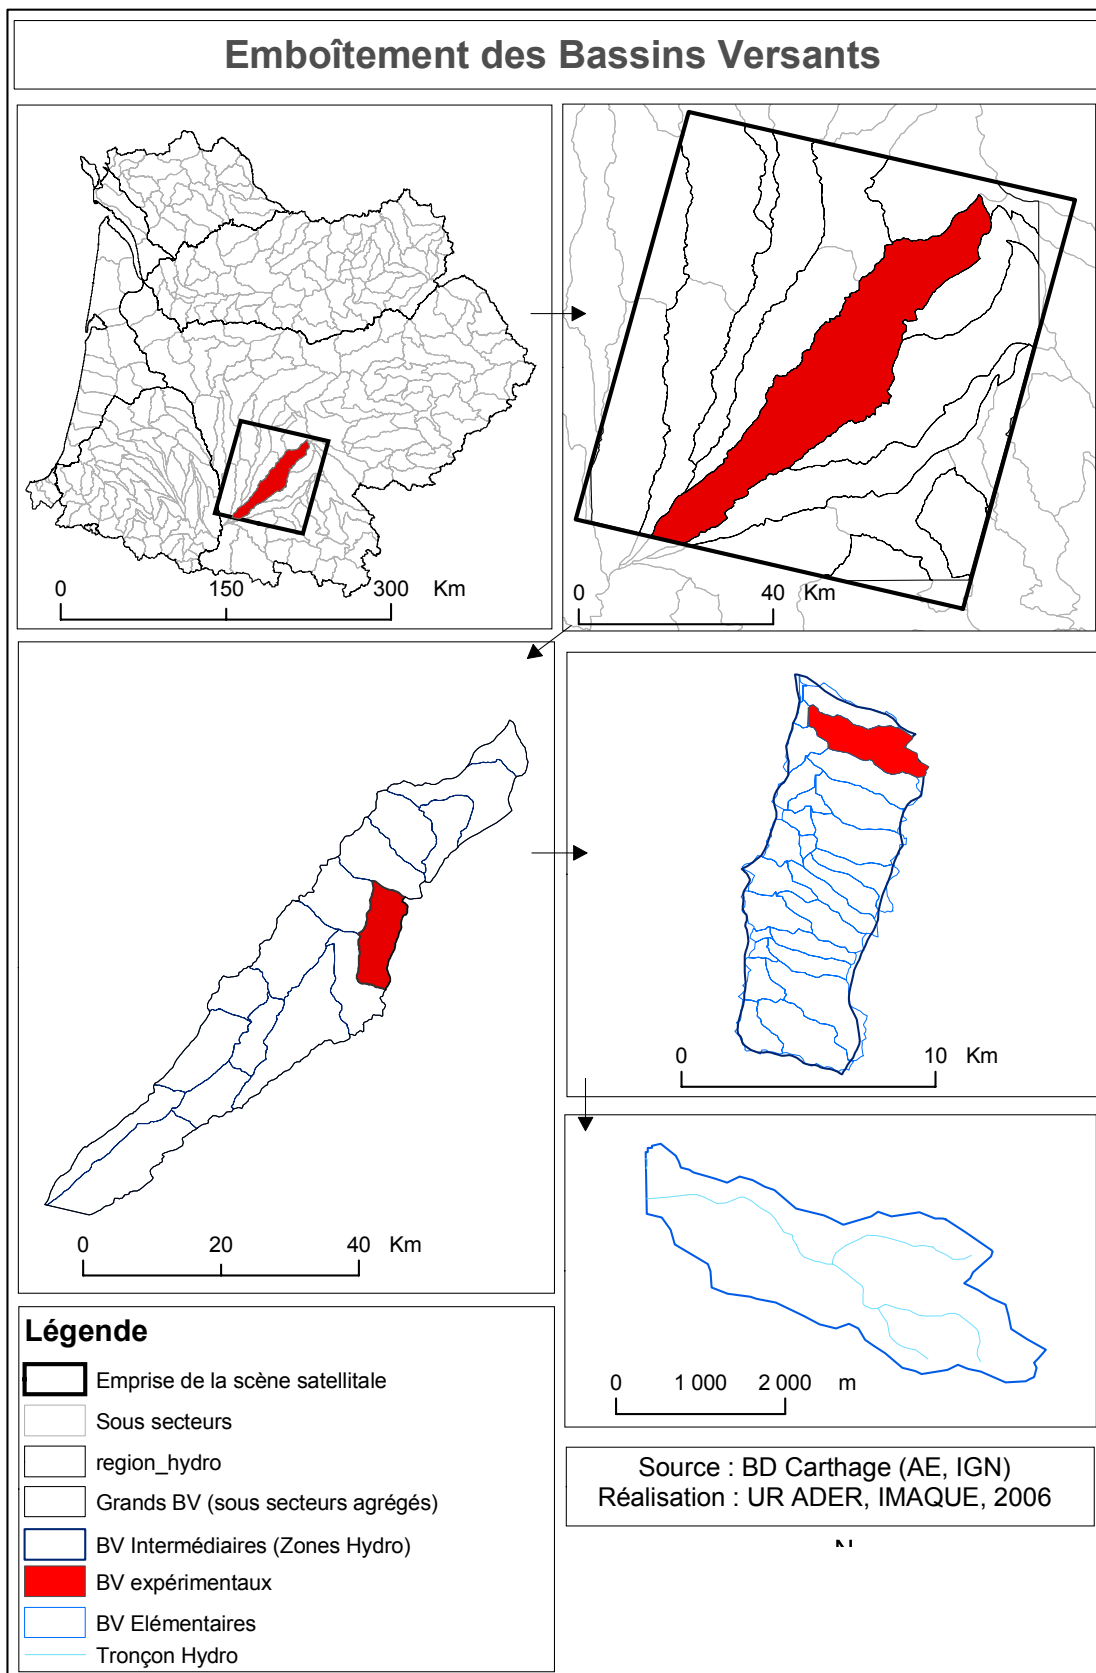 Emboîtement des Bassins Versants
0 150 300 Km
0 40 Km
0 20 40 Km
0 10 Km
0 1 000 2 000 m
Légende
Emprise de la scène satellitale
Sous secteurs
region_hydro
Grands BV (sous secteurs agrégés)
BV Intermédiaires (Zones Hydro)
BV expérimentaux
BV Elémentaires
Tronçon Hydro
Source : BD Carthage (AE, IGN)
Réalisation : UR ADER, IMAQUE, 2006
N